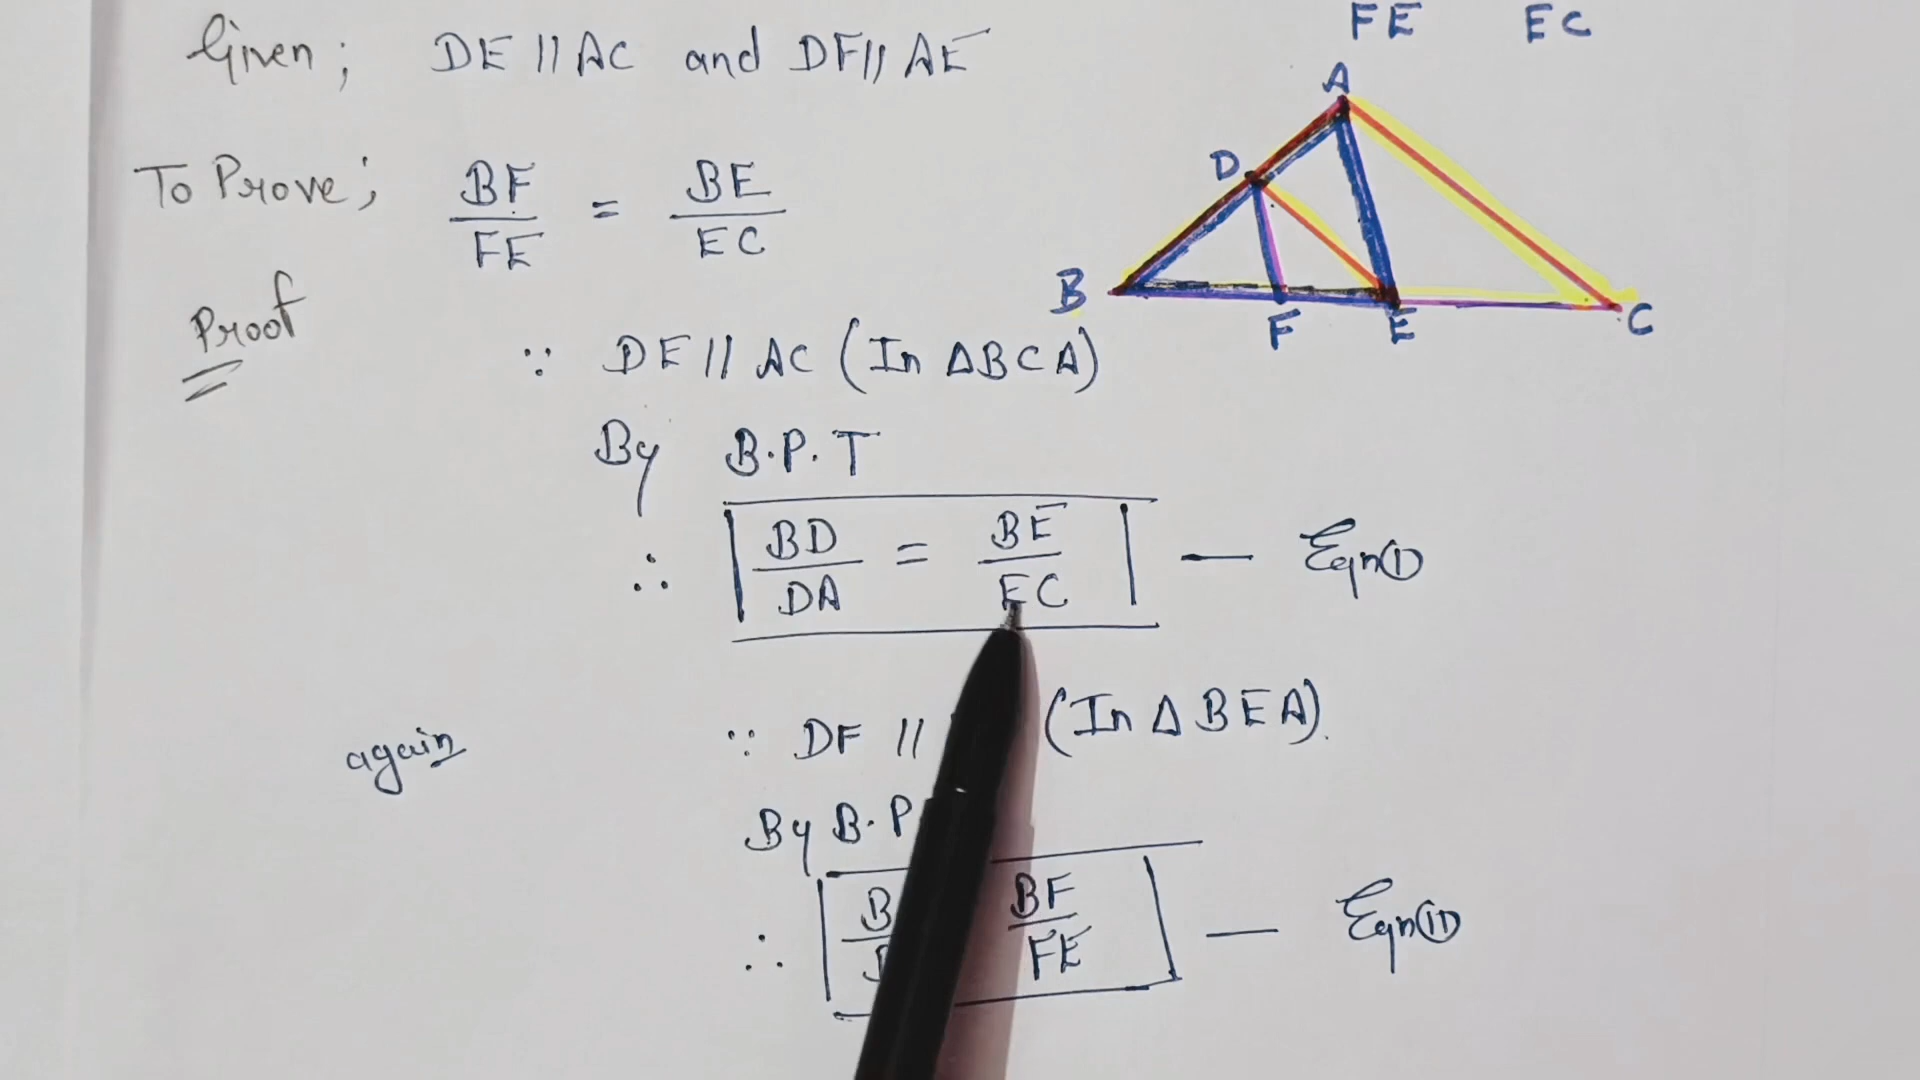 FE EC
Given; DE || AC and DF || AE
A
D
To Prove; BF/FE = BE/EC
B F E C
Proof
∵ DE || AC (In ΔBCA)
By B.P.T
∴ BD/DA = BE/EC — Eqn(I)
again ∵ DF || (In Δ BEA).
By B.P
∴ BF/FE — Eqn(II)